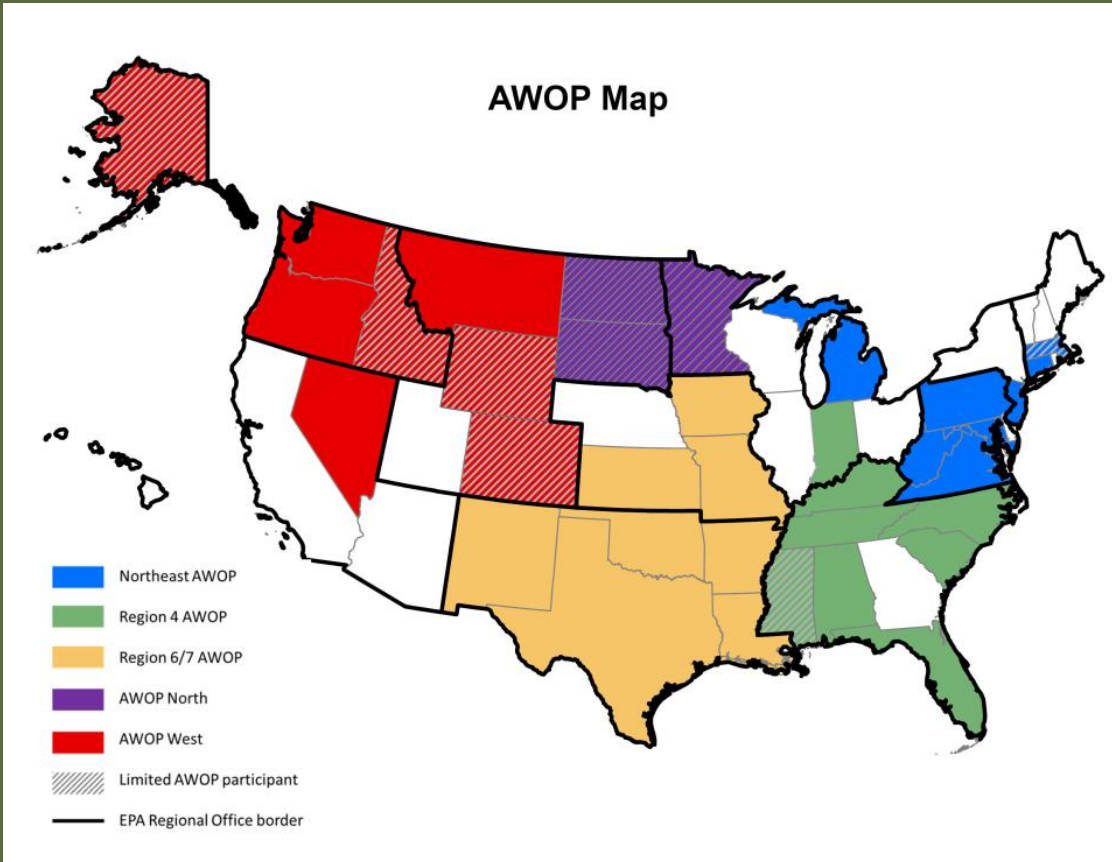 AWOP Map
Northeast AWOP
Region 4 AWOP
Region 6/7 AWOP
AWOP North
AWOP West
Limited AWOP participant
EPA Regional Office border